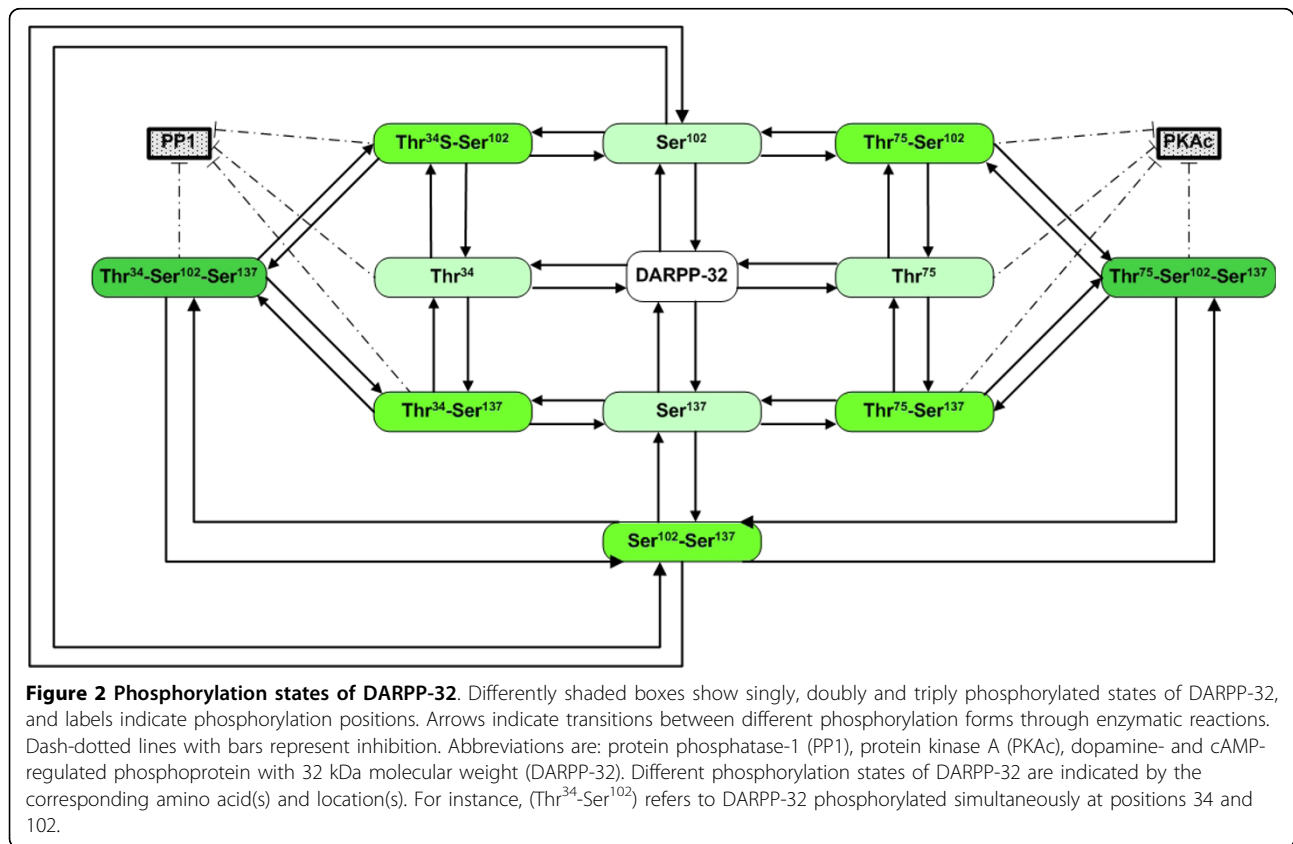 PP1
Thr³⁴S-Ser¹⁰²
Ser¹⁰²
Thr⁷⁵-Ser¹⁰²
PKAc
Thr³⁴-Ser¹⁰²-Ser¹³⁷
Thr³⁴
DARPP-32
Thr⁷⁵
Thr⁷⁵-Ser¹⁰²-Ser¹³⁷
Thr³⁴-Ser¹³⁷
Ser¹³⁷
Thr⁷⁵-Ser¹³⁷
Ser¹⁰²-Ser¹³⁷
Figure 2 Phosphorylation states of DARPP-32. Differently shaded boxes show singly, doubly and triply phosphorylated states of DARPP-32,
and labels indicate phosphorylation positions. Arrows indicate transitions between different phosphorylation forms through enzymatic reactions.
Dash-dotted lines with bars represent inhibition. Abbreviations are: protein phosphatase-1 (PP1), protein kinase A (PKAc), dopamine- and cAMP-
regulated phosphoprotein with 32 kDa molecular weight (DARPP-32). Different phosphorylation states of DARPP-32 are indicated by the
corresponding amino acid(s) and location(s). For instance, (Thr³⁴-Ser¹⁰²) refers to DARPP-32 phosphorylated simultaneously at positions 34 and
102.